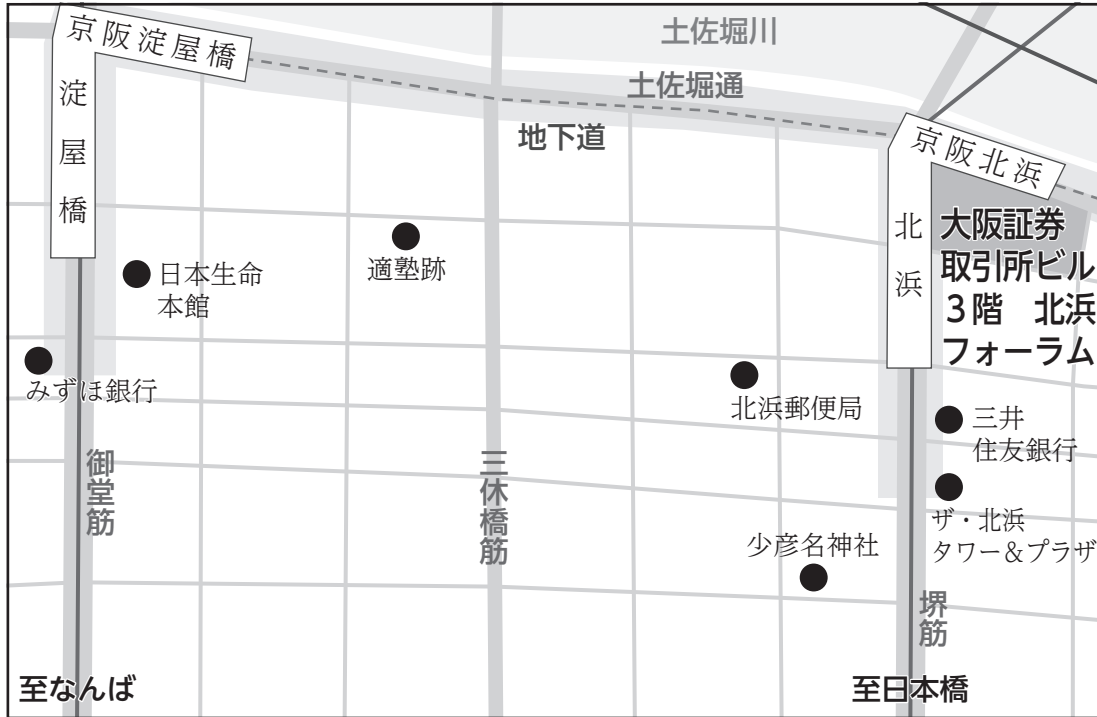 土佐堀川
京阪淀屋橋
土佐堀通
淀屋橋
地下道
京阪北浜
北浜
大阪証券
取引所ビル
3階　北浜
フォーラム
適塾跡
日本生命
本館
みずほ銀行
北浜郵便局
三井
住友銀行
御堂筋
三休橋筋
ザ・北浜
タワー&プラザ
少彦名神社
堺筋
至なんば
至日本橋